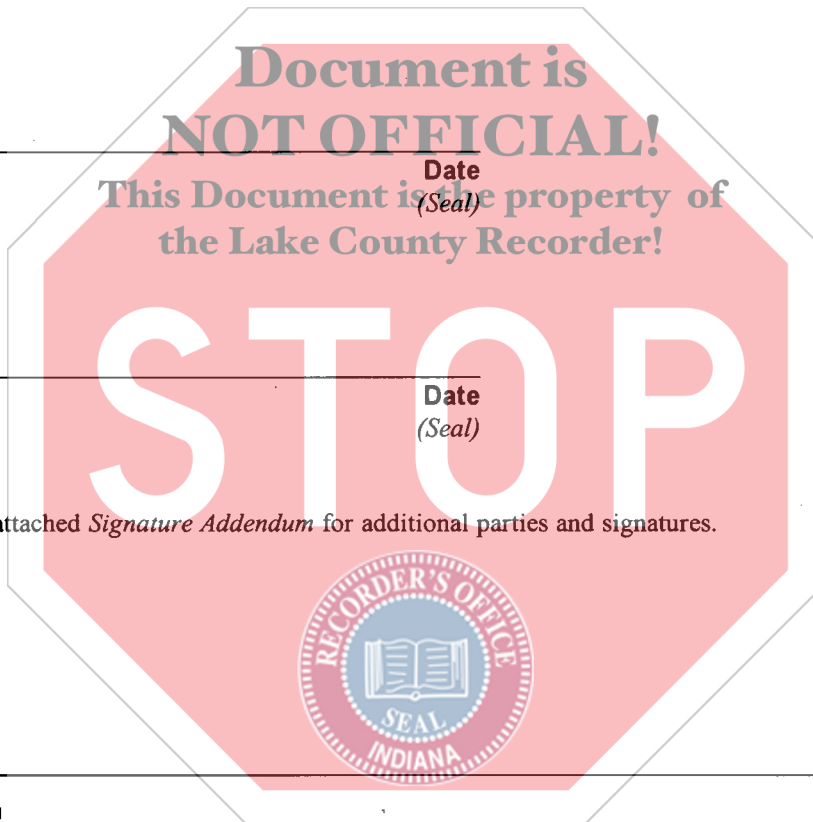 Document is
NOT OFFICIAL!
Date
This Document is the property of
(Seal)
the Lake County Recorder!
STOP
Date
(Seal)
attached Signature Addendum for additional parties and signatures.
RECORDER'S OFFICE
SEAL
INDIANA